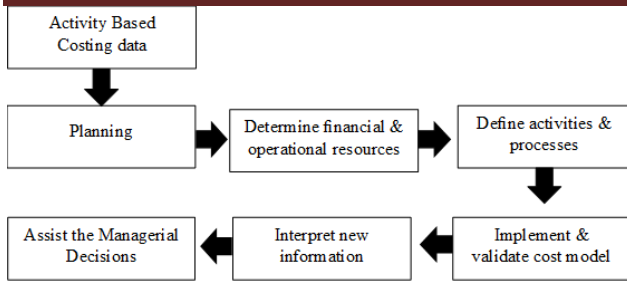 Activity Based
Costing data
Planning
Determine financial &
operational resources
Define activities &
processes
Implement &
validate cost model
Interpret new
information
Assist the Managerial
Decisions